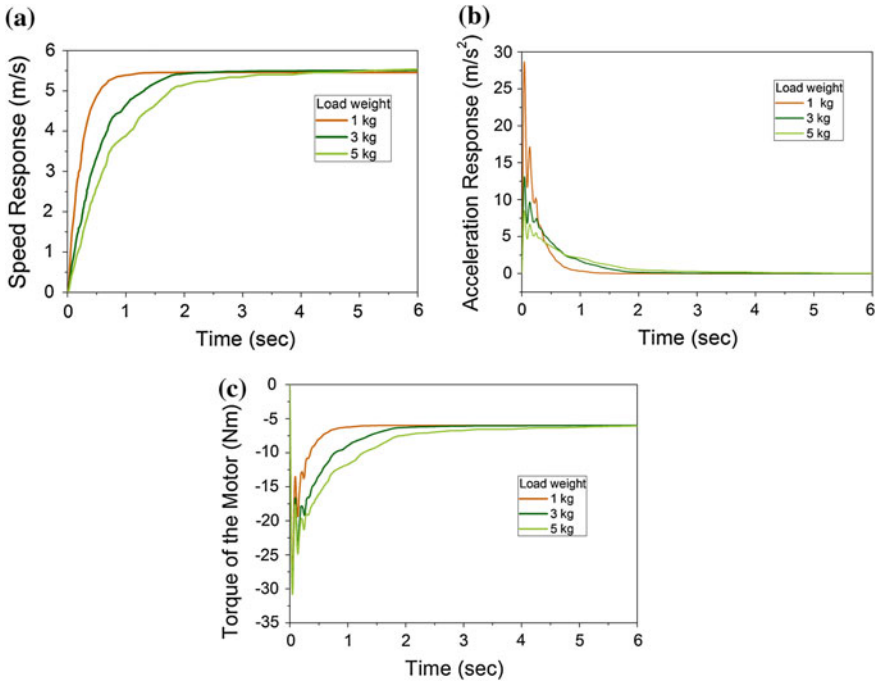 (a)
Speed Response (m/s)
6
5
4
3
2
1
0
Load weight
1 kg
3 kg
5 kg
0 1 2 3 4 5 6
Time (sec)
(b)
Acceleration Response (m/s²)
30
25
20
15
10
5
0
Load weight
1 kg
3 kg
5 kg
0 1 2 3 4 5 6
Time (sec)
(c)
Torque of the Motor (Nm)
0
-5
-10
-15
-20
-25
-30
-35
Load weight
1 kg
3 kg
5 kg
0 1 2 3 4 5 6
Time (sec)